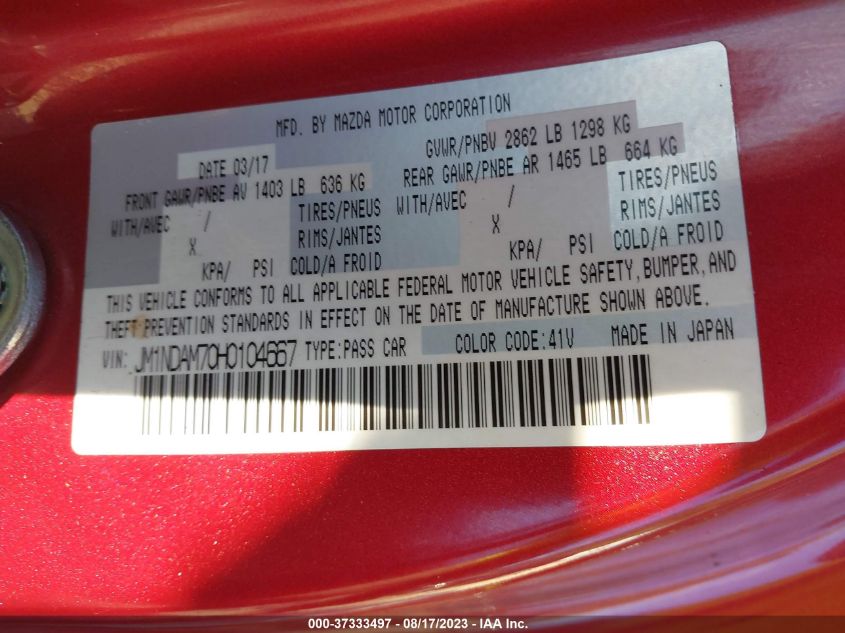 MFD. BY MAZDA MOTOR CORPORATION
DATE 03/17 GVWR/PNBV 2862 LB 1298 KG
FRONT GAWR/PNBE AV 1403 LB 636 KG REAR GAWR/PNBE AR 1465 LB 664 KG
WITH/AVEC / TIRES/PNEUS WITH/AVEC / TIRES/PNEUS
X RIMS/JANTES X RIMS/JANTES
KPA/ PSI COLD/A FROID KPA/ PSI COLD/A FROID
THIS VEHICLE CONFORMS TO ALL APPLICABLE FEDERAL MOTOR VEHICLE SAFETY, BUMPER, AND
THEFT PREVENTION STANDARDS IN EFFECT ON THE DATE OF MANUFACTURE SHOWN ABOVE.
VIN: JM1NDAM70H0104667 TYPE:PASS CAR COLOR CODE:41V MADE IN JAPAN
000-37333497 - 08/17/2023 - IAA Inc.